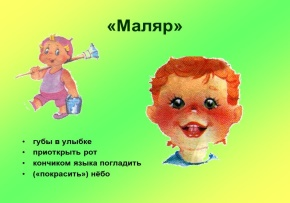 «Маляр»
• губы в улыбке
• приоткрыть рот
• кончиком языка погладить
• («покрасить») нёбо